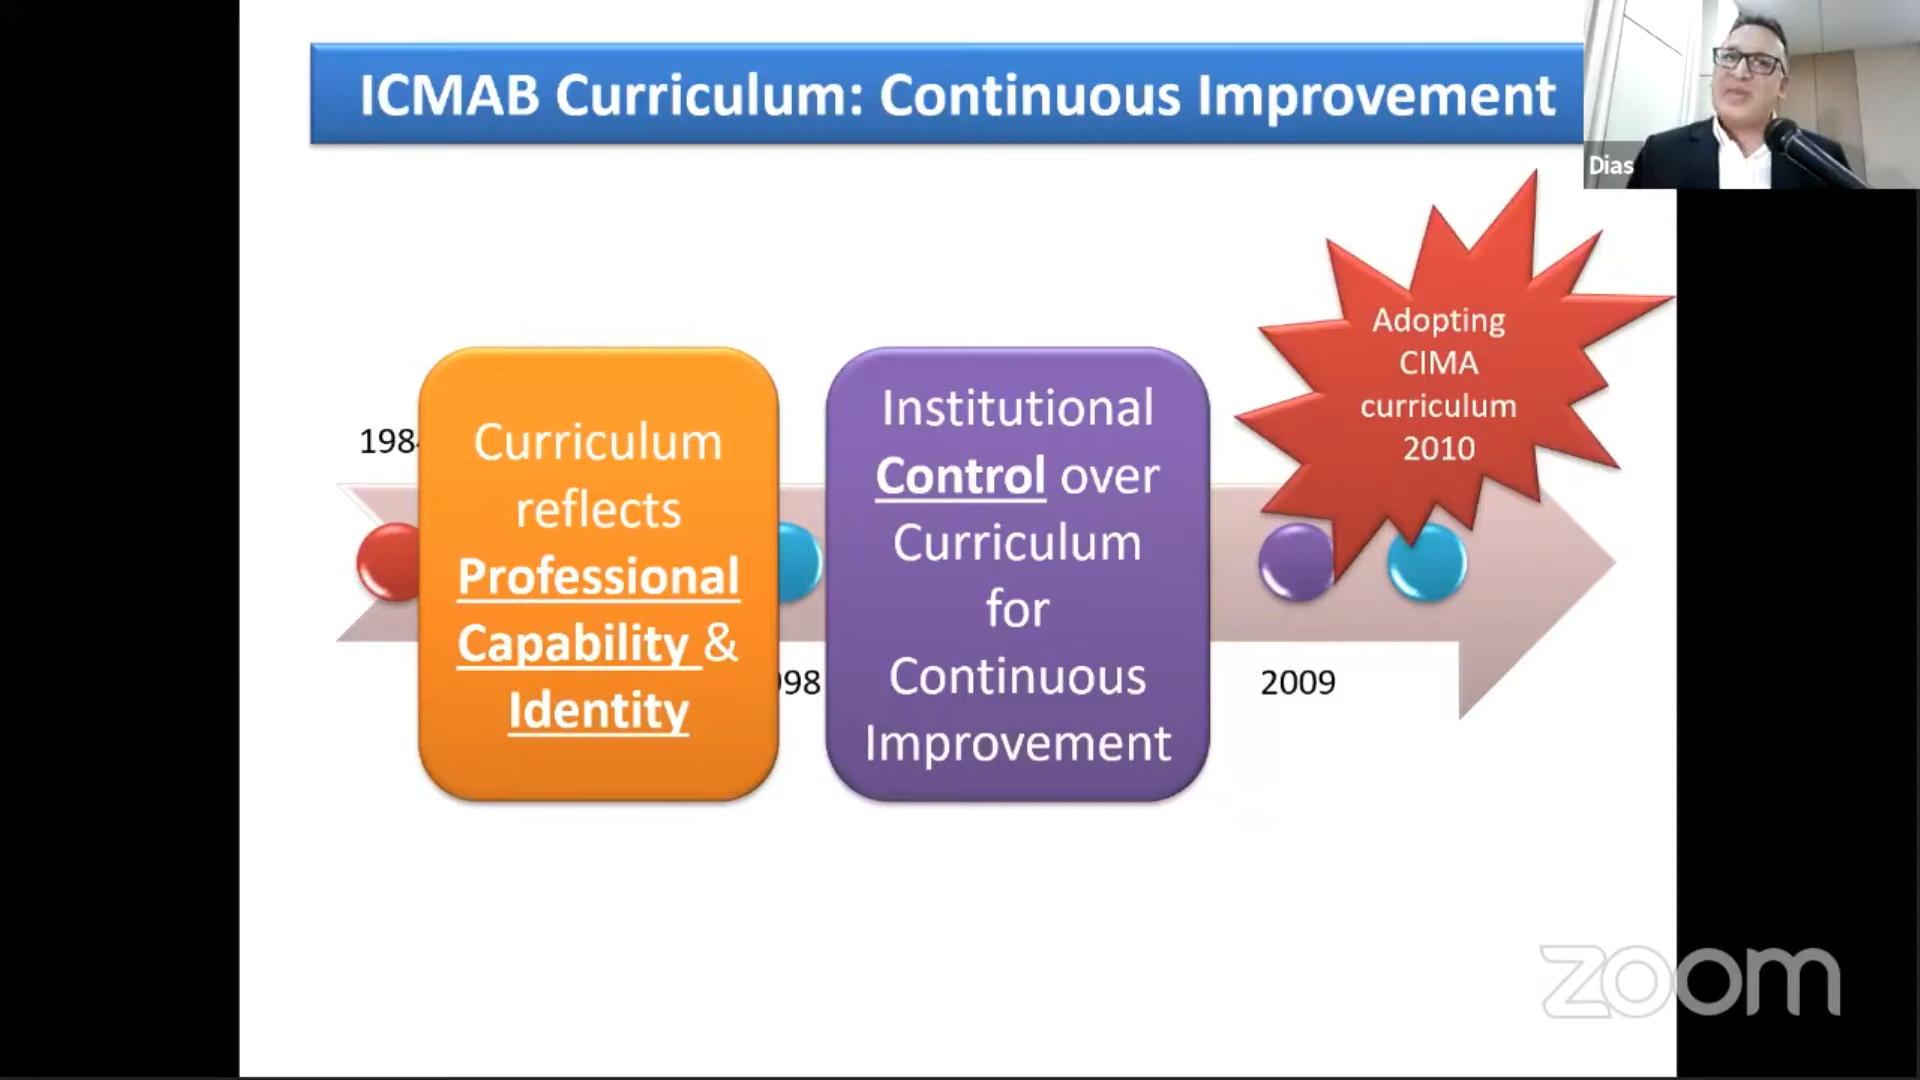 ICMAB Curriculum: Continuous Improvement
Dias
Adopting
CIMA
curriculum
2010
Curriculum
reflects
Professional
Capability &
Identity
Institutional
Control over
Curriculum
for
Continuous
Improvement
2009
zoom